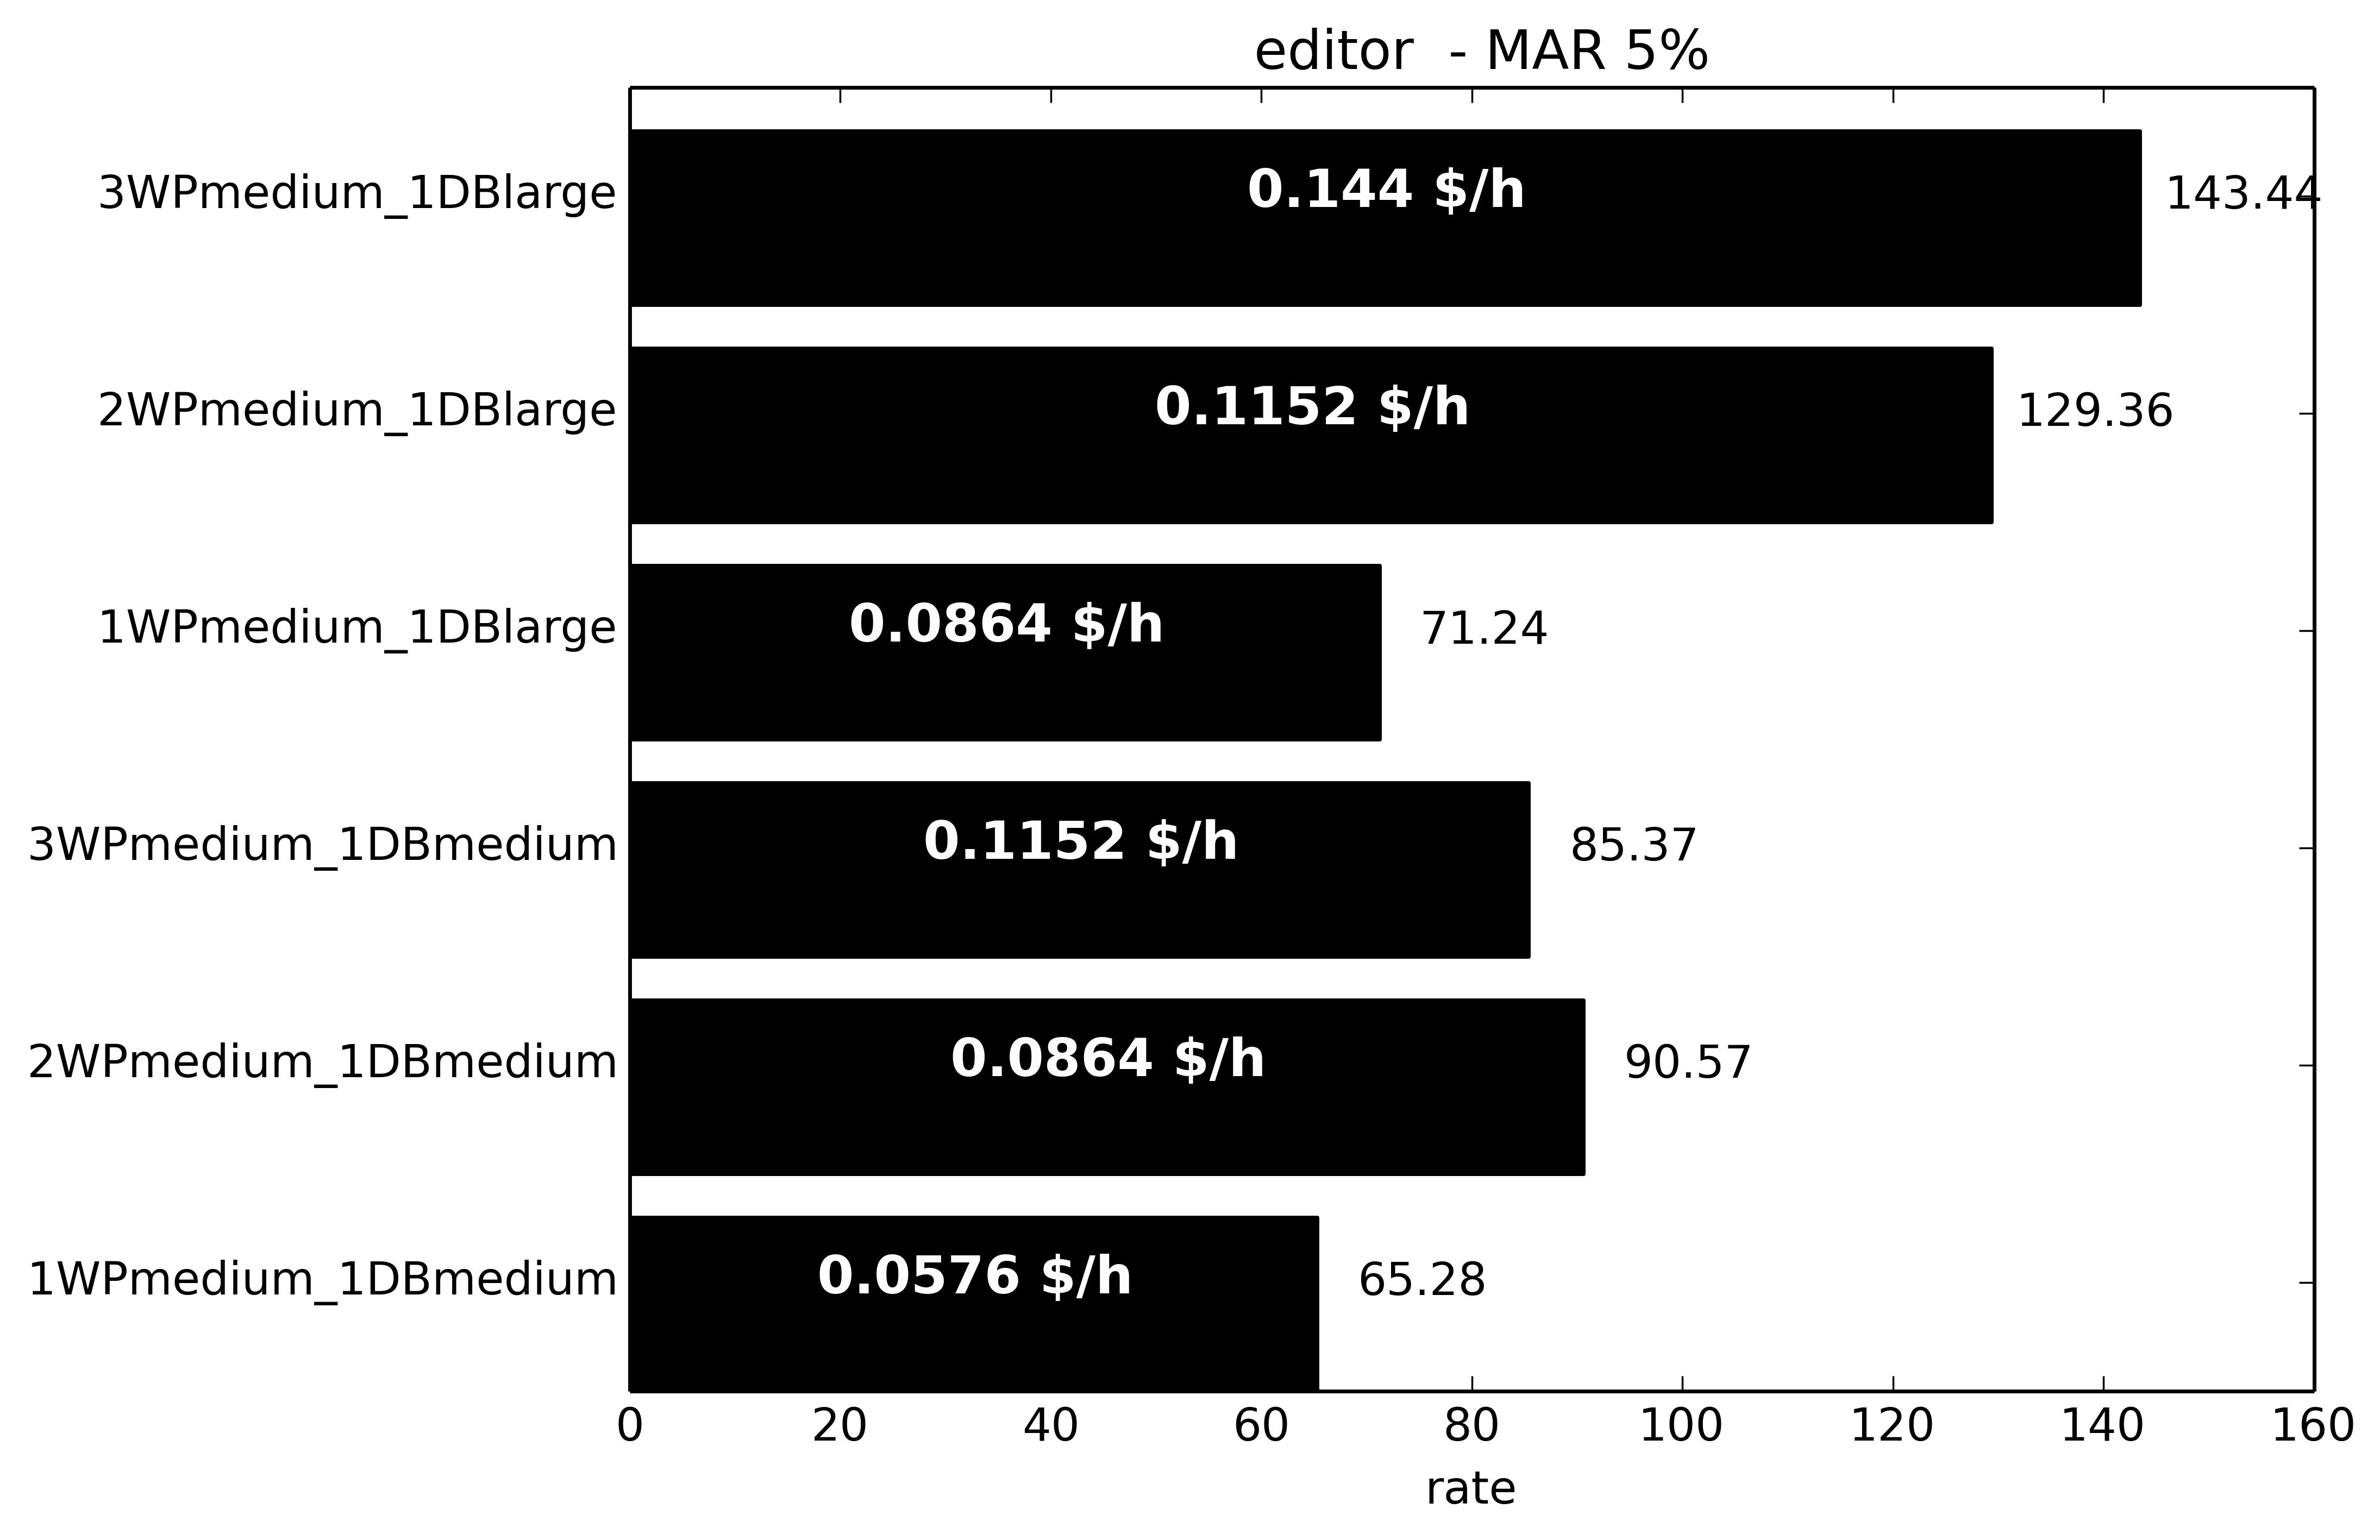 editor  - MAR 5%
3WPmedium_1DBlarge 0.144 $/h 143.44
2WPmedium_1DBlarge 0.1152 $/h 129.36
1WPmedium_1DBlarge 0.0864 $/h 71.24
3WPmedium_1DBmedium 0.1152 $/h 85.37
2WPmedium_1DBmedium 0.0864 $/h 90.57
1WPmedium_1DBmedium 0.0576 $/h 65.28
0 20 40 60 80 100 120 140 160
rate